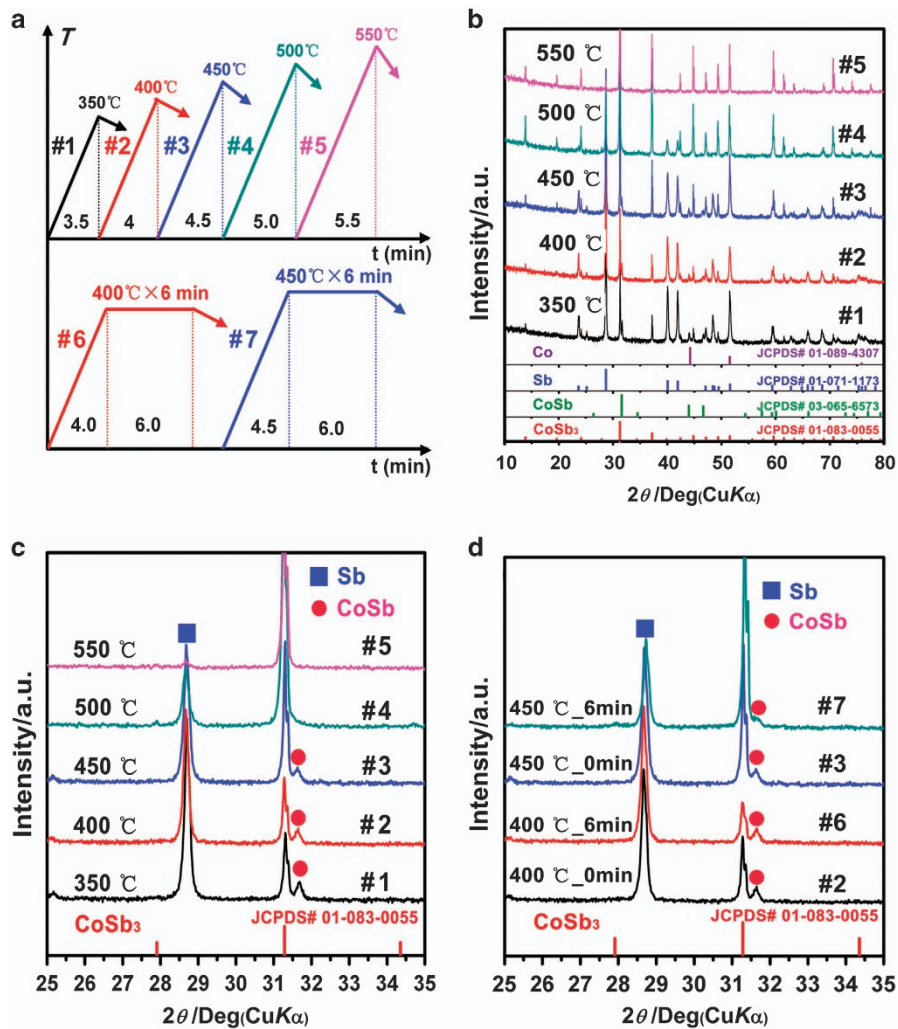 a
T
350℃
400℃
450℃
500℃
550℃
#1
#2
#3
#4
#5
3.5
4
4.5
5.0
5.5
t (min)
400℃×6 min
450℃×6 min
#6
#7
4.0
6.0
4.5
6.0
t (min)
b
550 ℃
#5
500 ℃
#4
450 ℃
#3
400 ℃
#2
350 ℃
#1
Co
JCPDS# 01-089-4307
Sb
JCPDS# 01-071-1173
CoSb
JCPDS# 03-065-6573
CoSb₃
JCPDS# 01-083-0055
10 20 30 40 50 60 70 80
2θ /Deg(CuKα)
Intensity/a.u.
c
Sb
CoSb
550 ℃
#5
500 ℃
#4
450 ℃
#3
400 ℃
#2
350 ℃
#1
JCPDS# 01-083-0055
CoSb₃
25 26 27 28 29 30 31 32 33 34 35
2θ /Deg(CuKα)
Intensity/a.u.
d
Sb
CoSb
450 ℃_6min
#7
450 ℃_0min
#3
400 ℃_6min
#6
400 ℃_0min
#2
JCPDS# 01-083-0055
CoSb₃
25 26 27 28 29 30 31 32 33 34 35
2θ /Deg(CuKα)
Intensity/a.u.